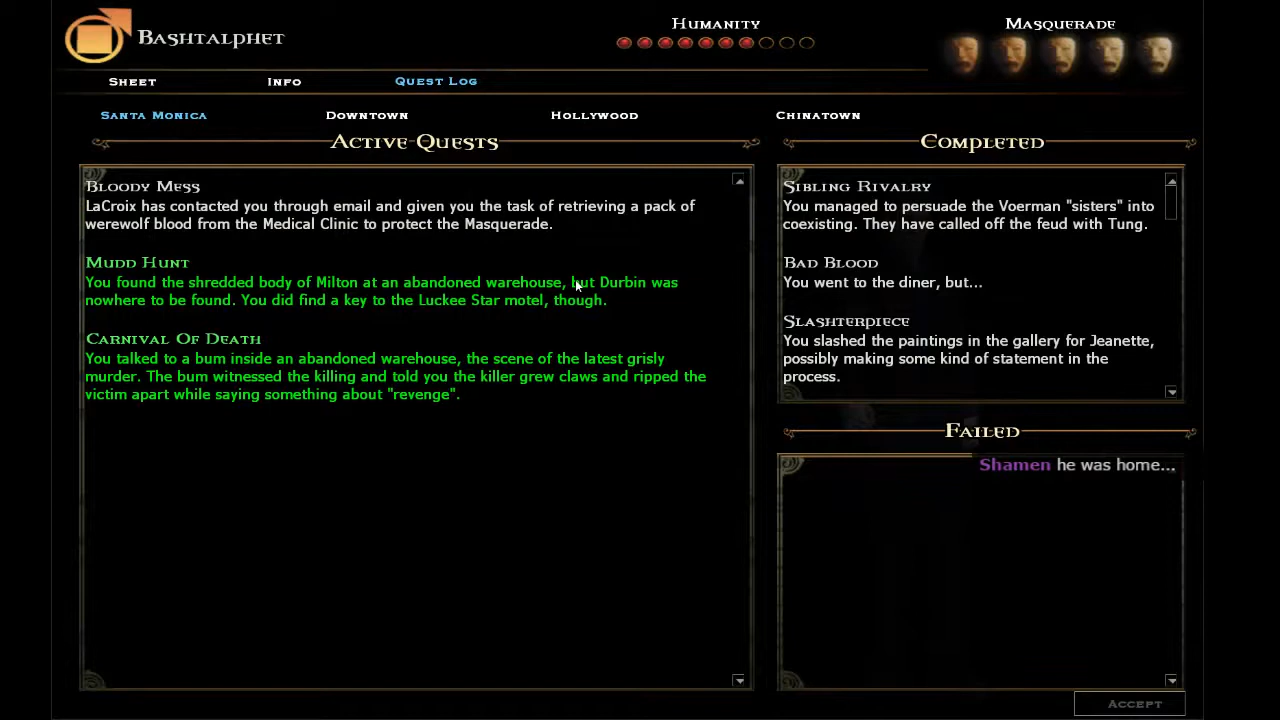 Bashtalphet
Humanity
Masquerade
Sheet
Info
Quest Log
Santa Monica
Downtown
Hollywood
Chinatown
Active Quests
Bloody Mess
LaCroix has contacted you through email and given you the task of retrieving a pack of
werewolf blood from the Medical Clinic to protect the Masquerade.
Mudd Hunt
You found the shredded body of Milton at an abandoned warehouse, but Durbin was
nowhere to be found. You did find a key to the Luckee Star motel, though.
Carnival Of Death
You talked to a bum inside an abandoned warehouse, the scene of the latest grisly
murder. The bum witnessed the killing and told you the killer grew claws and ripped the
victim apart while saying something about "revenge".
Completed
Sibling Rivalry
You managed to persuade the Voerman "sisters" into
coexisting. They have called off the feud with Tung.
Bad Blood
You went to the diner, but...
Slashterpiece
You slashed the paintings in the gallery for Jeanette,
possibly making some kind of statement in the
process.
Failed
Shamen he was home...
Accept